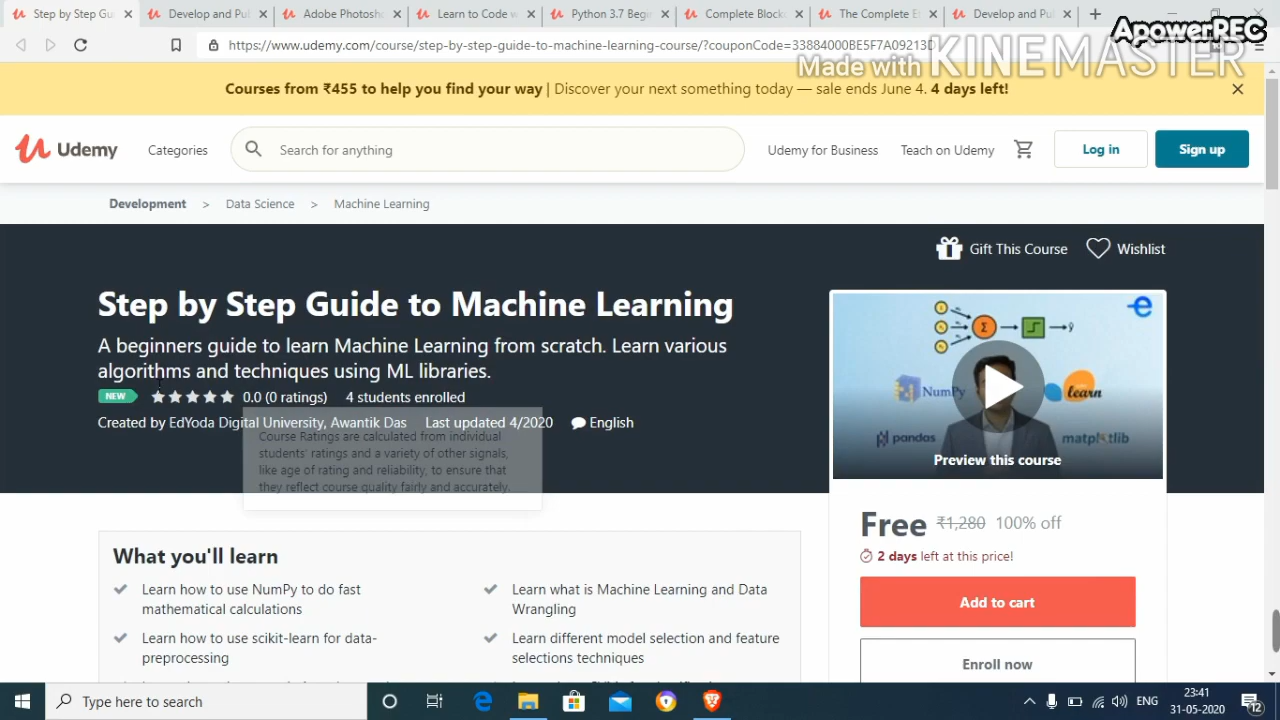 Step by Step Gu
Develop and Pu
Adobe Photosh
Learn to Code w
Python 3.7 Beg
Complete Block
The Complete E
Develop and Pu
ApowerREC
https://www.udemy.com/course/step-by-step-guide-to-machine-learning-course/?couponCode=33884000BE5F7A09213D
Made with KINEMASTER
Courses from ₹455 to help you find your way | Discover your next something today — sale ends June 4. 4 days left!
Udemy
Categories
Search for anything
Udemy for Business
Teach on Udemy
Log in
Sign up
Development > Data Science > Machine Learning
Gift This Course
Wishlist
Step by Step Guide to Machine Learning
A beginners guide to learn Machine Learning from scratch. Learn various
algorithms and techniques using ML libraries.
NEW 0.0 (0 ratings) 4 students enrolled
Created by EdYoda Digital University, Awantik Das Last updated 4/2020 English
Course Ratings are calculated from individual
students' ratings and a variety of other signals,
like age of rating and reliability, to ensure that
they reflect course quality fairly and accurately.
NumPy
learn
pandas
matplotlib
Preview this course
Free ₹1,280 100% off
2 days left at this price!
Add to cart
Enroll now
What you'll learn
Learn how to use NumPy to do fast
mathematical calculations
Learn what is Machine Learning and Data
Wrangling
Learn how to use scikit-learn for data-
preprocessing
Learn different model selection and feature
selections techniques
Type here to search
ENG
23:41
31-05-2020
12